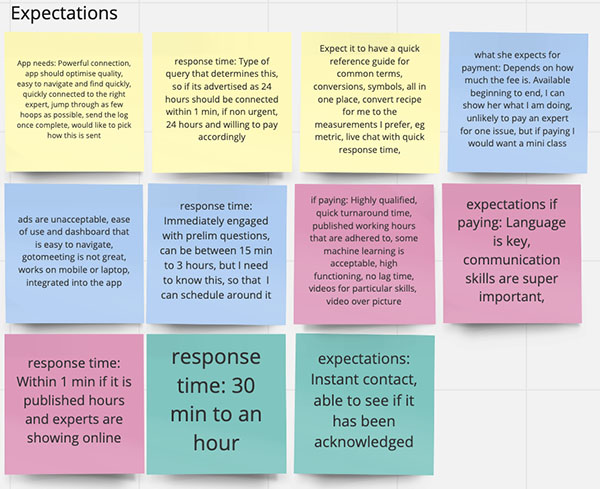 Expectations
App needs: Powerful connection,
app should optimise quality,
easy to navigate and find quickly,
quickly connected to the right
expert, jump through as few
hoops as possible, send the log
once complete, would like to
pick how this is sent
response time: Type of
query that determines this,
so if its advertised as 24
hours should be connected
within 1 min, if non urgent,
24 hours and willing to pay
accordingly
Expect it to have a quick
reference guide for
common terms,
conversions, symbols, all in
one place, convert recipe
for me to the
measurements I prefer, eg
metric, live chat with quick
response time,
what she expects for
payment: Depends on how
much the fee is. Available
beginning to end, I can
show her what I am doing,
unlikely to pay an expert
for one issue, but if paying I
would want a mini class
ads are unacceptable, ease
of use and dashboard that
is easy to navigate,
gotomeeting is not great,
works on mobile or laptop,
integrated into the app
response time:
Immediately engaged
with prelim questions,
can be between 15 min
to 3 hours, but I need
to know this, so that I
can schedule around it
if paying: Highly qualified,
quick turnaround time,
published working hours
that are adhered to, some
machine learning is
acceptable, high
functioning, no lag time,
videos for particular skills,
video over picture
expectations if
paying: Language
is key,
communication
skills are super
important,
response time:
Within 1 min if it is
published hours
and experts are
showing online
response
time: 30
min to an
hour
expectations:
Instant contact,
able to see if it
has been
acknowledged